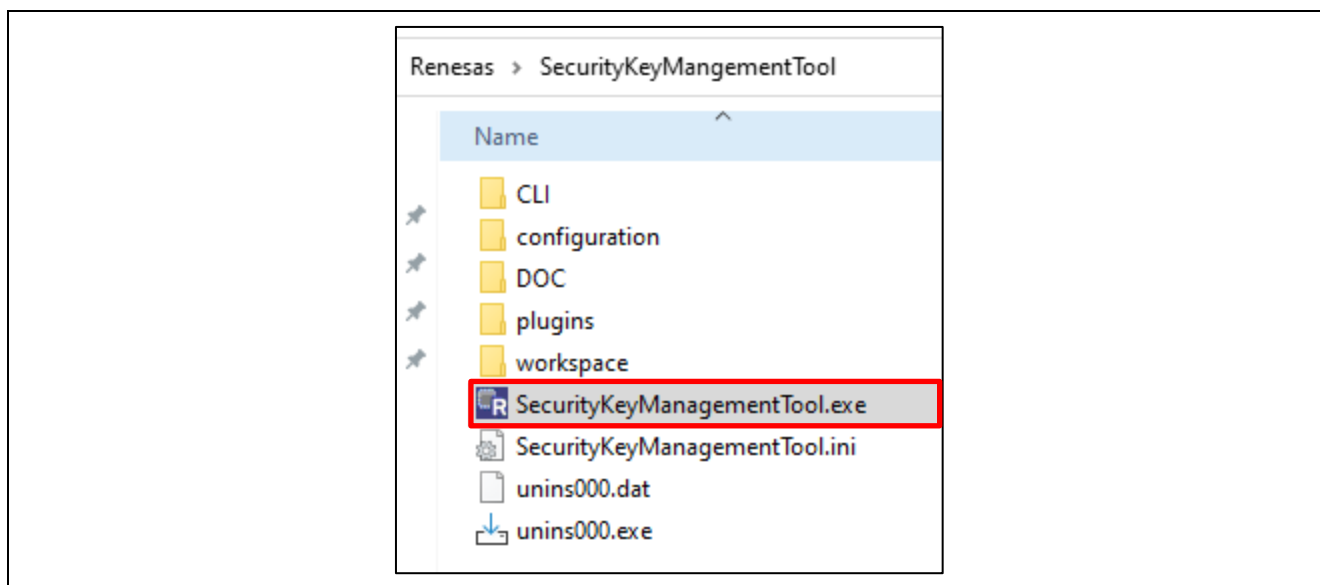 Renesas > SecurityKeyMangementTool
Name
CLI
configuration
DOC
plugins
workspace
SecurityKeyManagementTool.exe
SecurityKeyManagementTool.ini
unins000.dat
unins000.exe